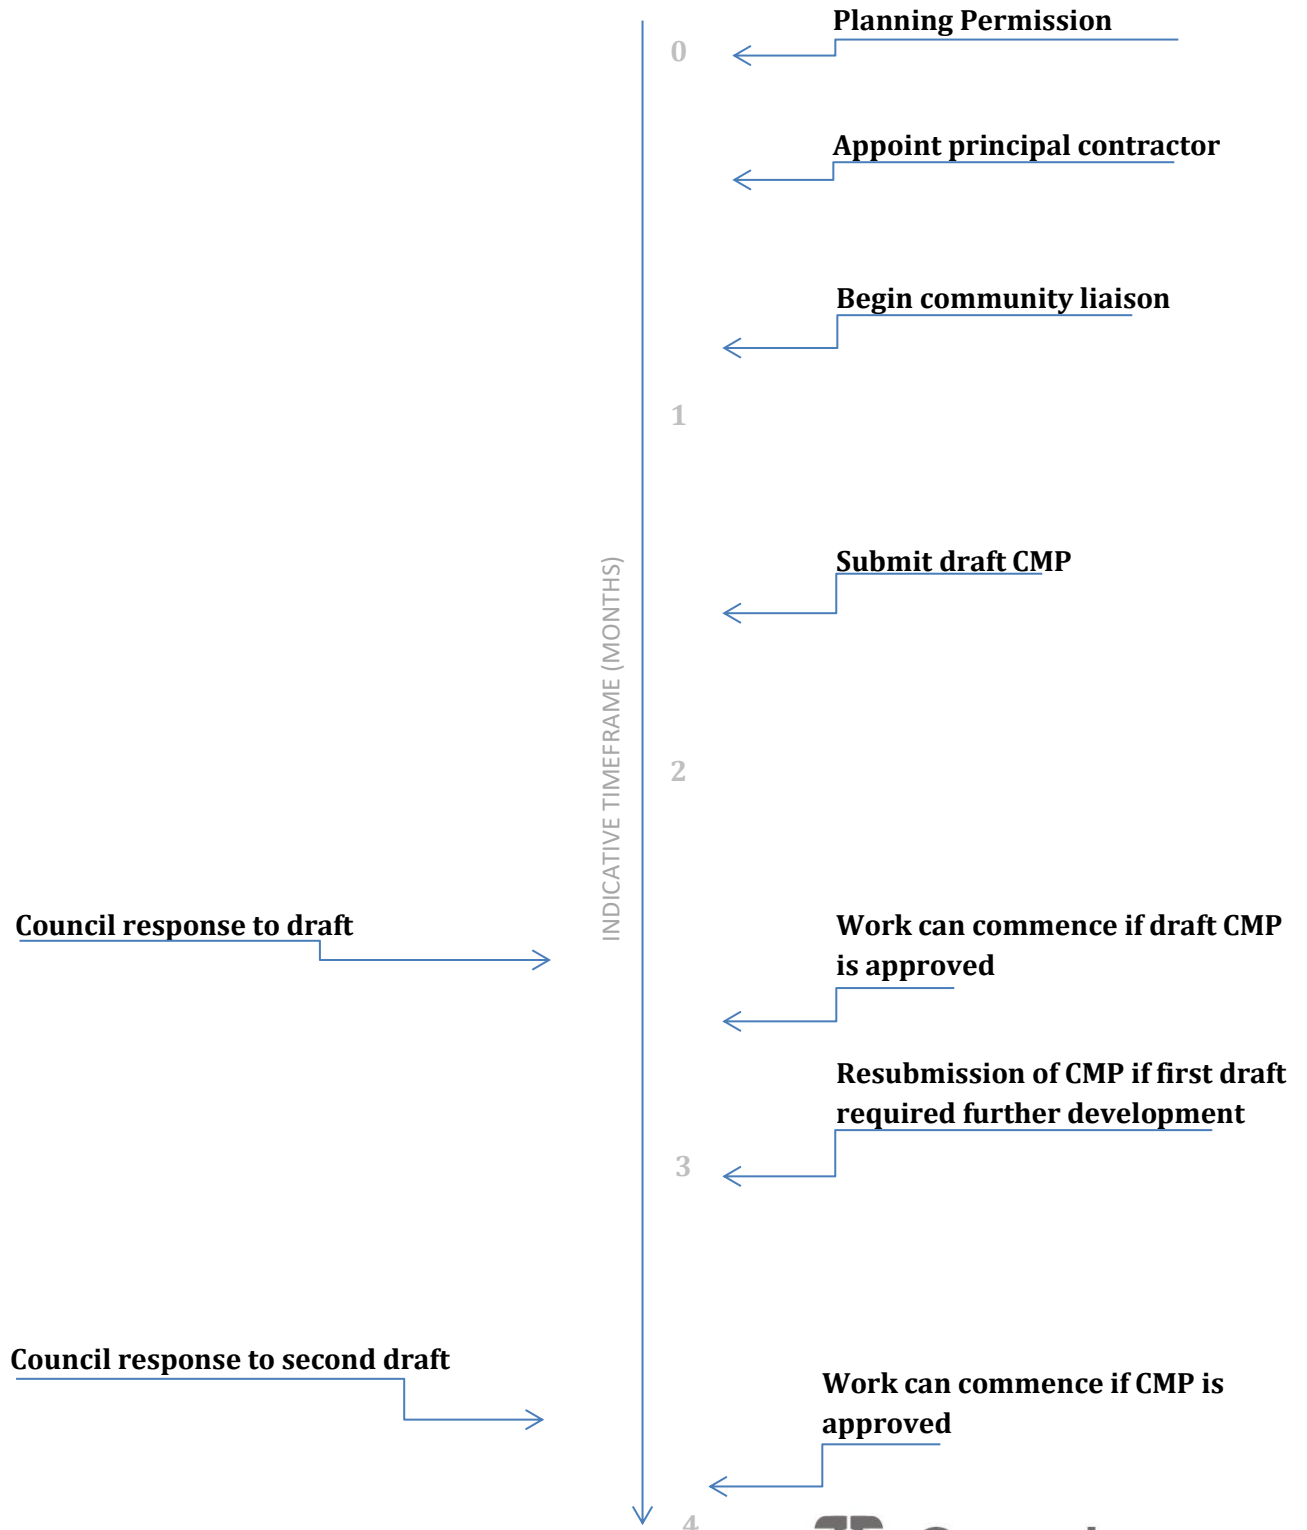 Planning Permission
0
Appoint principal contractor
Begin community liaison
1
Submit draft CMP
INDICATIVE TIMEFRAME (MONTHS)
2
Council response to draft
Work can commence if draft CMP
is approved
Resubmission of CMP if first draft
required further development
3
Council response to second draft
Work can commence if CMP is
approved
4